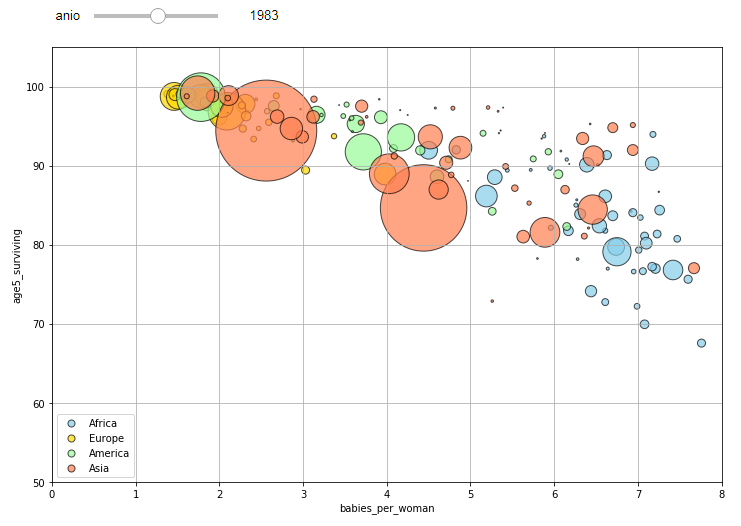 anio 1983
100
90
80
70
60
50
age5_surviving
Africa
Europe
America
Asia
0 1 2 3 4 5 6 7 8
babies_per_woman